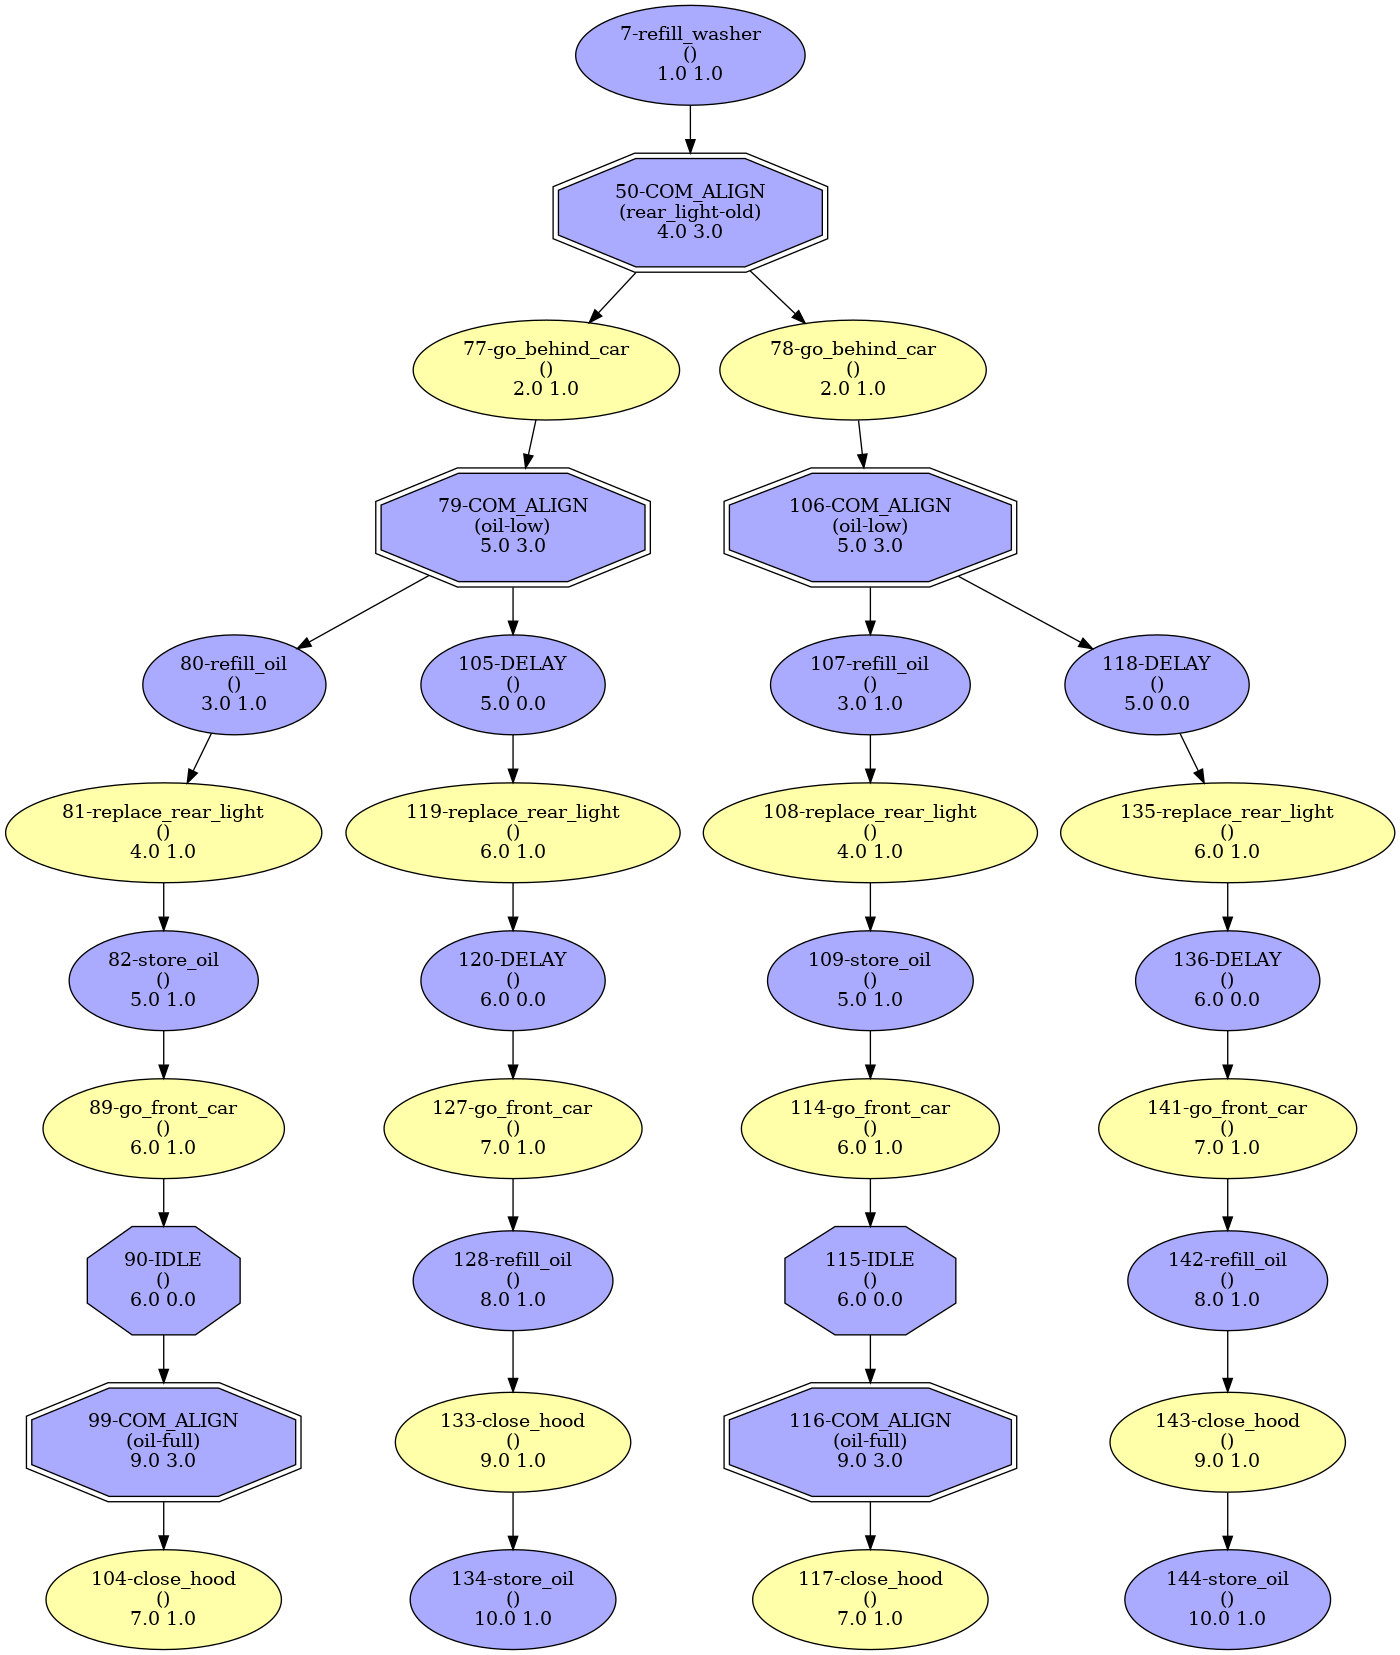 7-refill_washer
()
1.0 1.0
50-COM_ALIGN
(rear_light-old)
4.0 3.0
77-go_behind_car
()
2.0 1.0
78-go_behind_car
()
2.0 1.0
79-COM_ALIGN
(oil-low)
5.0 3.0
106-COM_ALIGN
(oil-low)
5.0 3.0
80-refill_oil
()
3.0 1.0
105-DELAY
()
5.0 0.0
107-refill_oil
()
3.0 1.0
118-DELAY
()
5.0 0.0
81-replace_rear_light
()
4.0 1.0
119-replace_rear_light
()
6.0 1.0
108-replace_rear_light
()
4.0 1.0
135-replace_rear_light
()
6.0 1.0
82-store_oil
()
5.0 1.0
120-DELAY
()
6.0 0.0
109-store_oil
()
5.0 1.0
136-DELAY
()
6.0 0.0
89-go_front_car
()
6.0 1.0
127-go_front_car
()
7.0 1.0
114-go_front_car
()
6.0 1.0
141-go_front_car
()
7.0 1.0
90-IDLE
()
6.0 0.0
128-refill_oil
()
8.0 1.0
115-IDLE
()
6.0 0.0
142-refill_oil
()
8.0 1.0
99-COM_ALIGN
(oil-full)
9.0 3.0
133-close_hood
()
9.0 1.0
116-COM_ALIGN
(oil-full)
9.0 3.0
143-close_hood
()
9.0 1.0
104-close_hood
()
7.0 1.0
134-store_oil
()
10.0 1.0
117-close_hood
()
7.0 1.0
144-store_oil
()
10.0 1.0